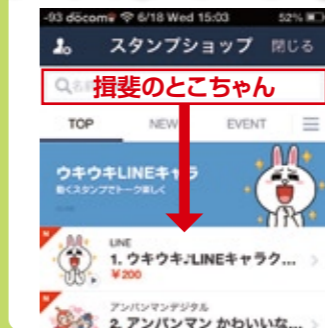 -93 docomo 6/18 Wed 15:03 52%
スタンプショップ 閉じる
揖斐のとこちゃん
TOP NEW EVENT
ウキウキLINEキ
動くスタンプでトーク楽しく
LINE
1. ウキウキ♪LINEキャラク...
¥200
アンパンマンデジタル
2. アンパンマン かわいいな...